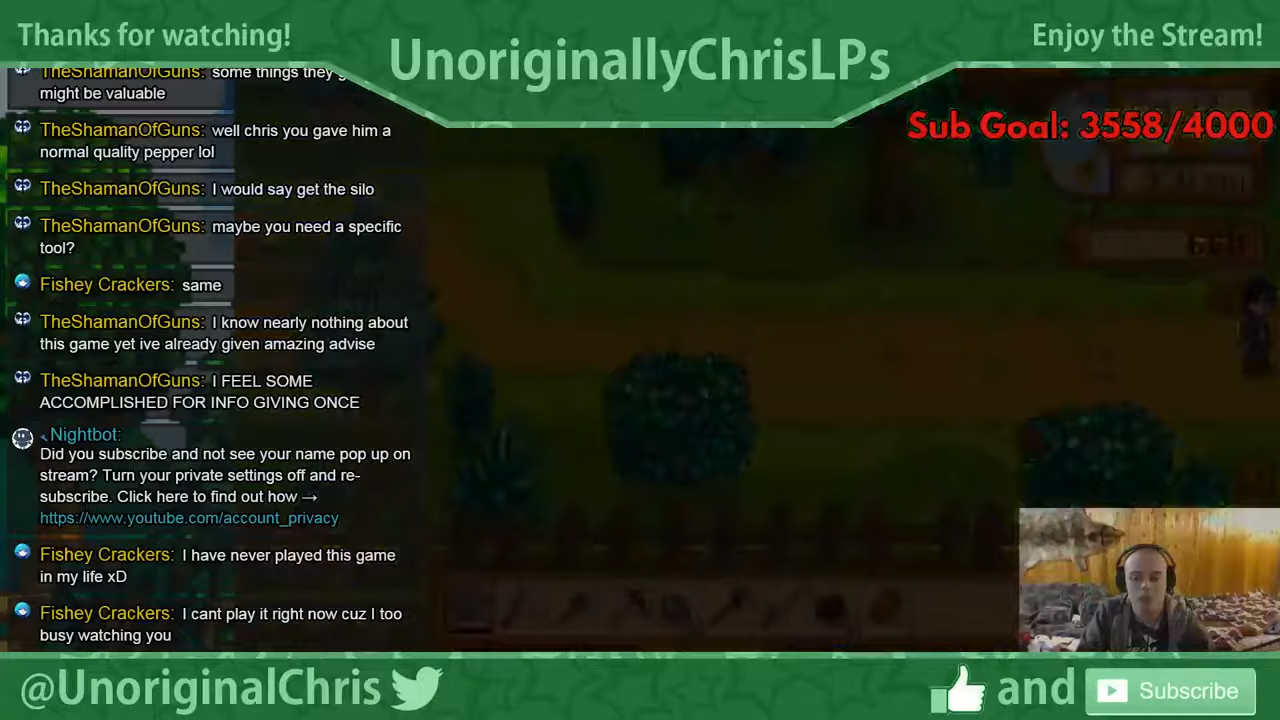 Thanks for watching!
UnoriginallyChrisLPs
Enjoy the Stream!
Sub Goal: 3558/4000
TheShamanOfGuns: some things they
might be valuable
TheShamanOfGuns: well chris you gave him a
normal quality pepper lol
TheShamanOfGuns: I would say get the silo
TheShamanOfGuns: maybe you need a specific
tool?
Fishey Crackers: same
TheShamanOfGuns: I know nearly nothing about
this game yet ive already given amazing advise
TheShamanOfGuns: I FEEL SOME
ACCOMPLISHED FOR INFO GIVING ONCE
Nightbot:
Did you subscribe and not see your name pop up on
stream? Turn your private settings off and re-
subscribe. Click here to find out how →
https://www.youtube.com/account_privacy
Fishey Crackers: I have never played this game
in my life xD
Fishey Crackers: I cant play it right now cuz I too
busy watching you
@UnoriginalChris
and
Subscribe